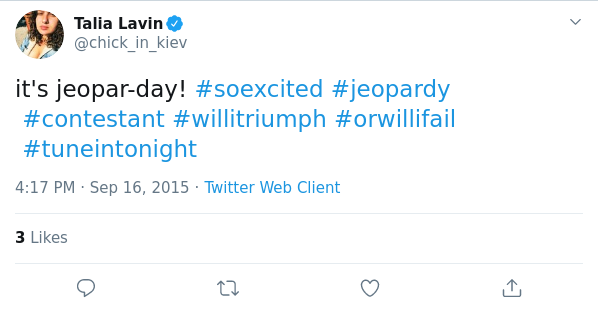 Talia Lavin
@chick_in_kiev
it's jeopar-day! #soexcited #jeopardy
#contestant #willitriumph #orwillifail
#tuneintonight
4:17 PM · Sep 16, 2015 · Twitter Web Client
3 Likes